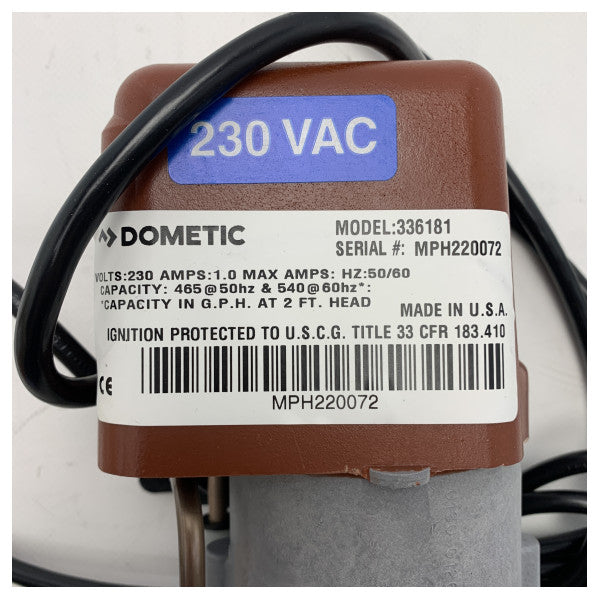 230 VAC
DOMETIC
MODEL:336181
SERIAL #: MPH220072
VOLTS:230 AMPS:1.0 MAX AMPS: HZ:50/60
CAPACITY: 465@50hz & 540@60hz*:
*CAPACITY IN G.P.H. AT 2 FT. HEAD
MADE IN U.S.A.
IGNITION PROTECTED TO U.S.C.G. TITLE 33 CFR 183.410
CE
MPH220072